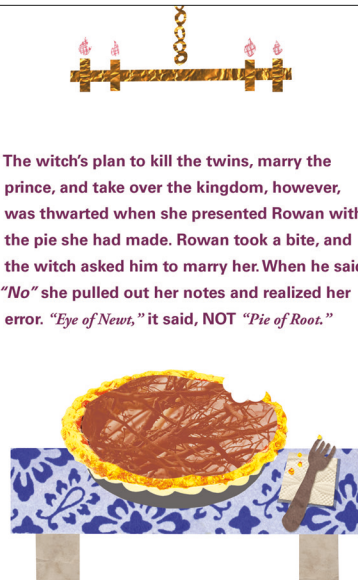 The witch's plan to kill the twins, marry the
prince, and take over the kingdom, however,
was thwarted when she presented Rowan with
the pie she had made. Rowan took a bite, and
the witch asked him to marry her. When he said
"No" she pulled out her notes and realized her
error. "Eye of Newt," it said, NOT "Pie of Root."